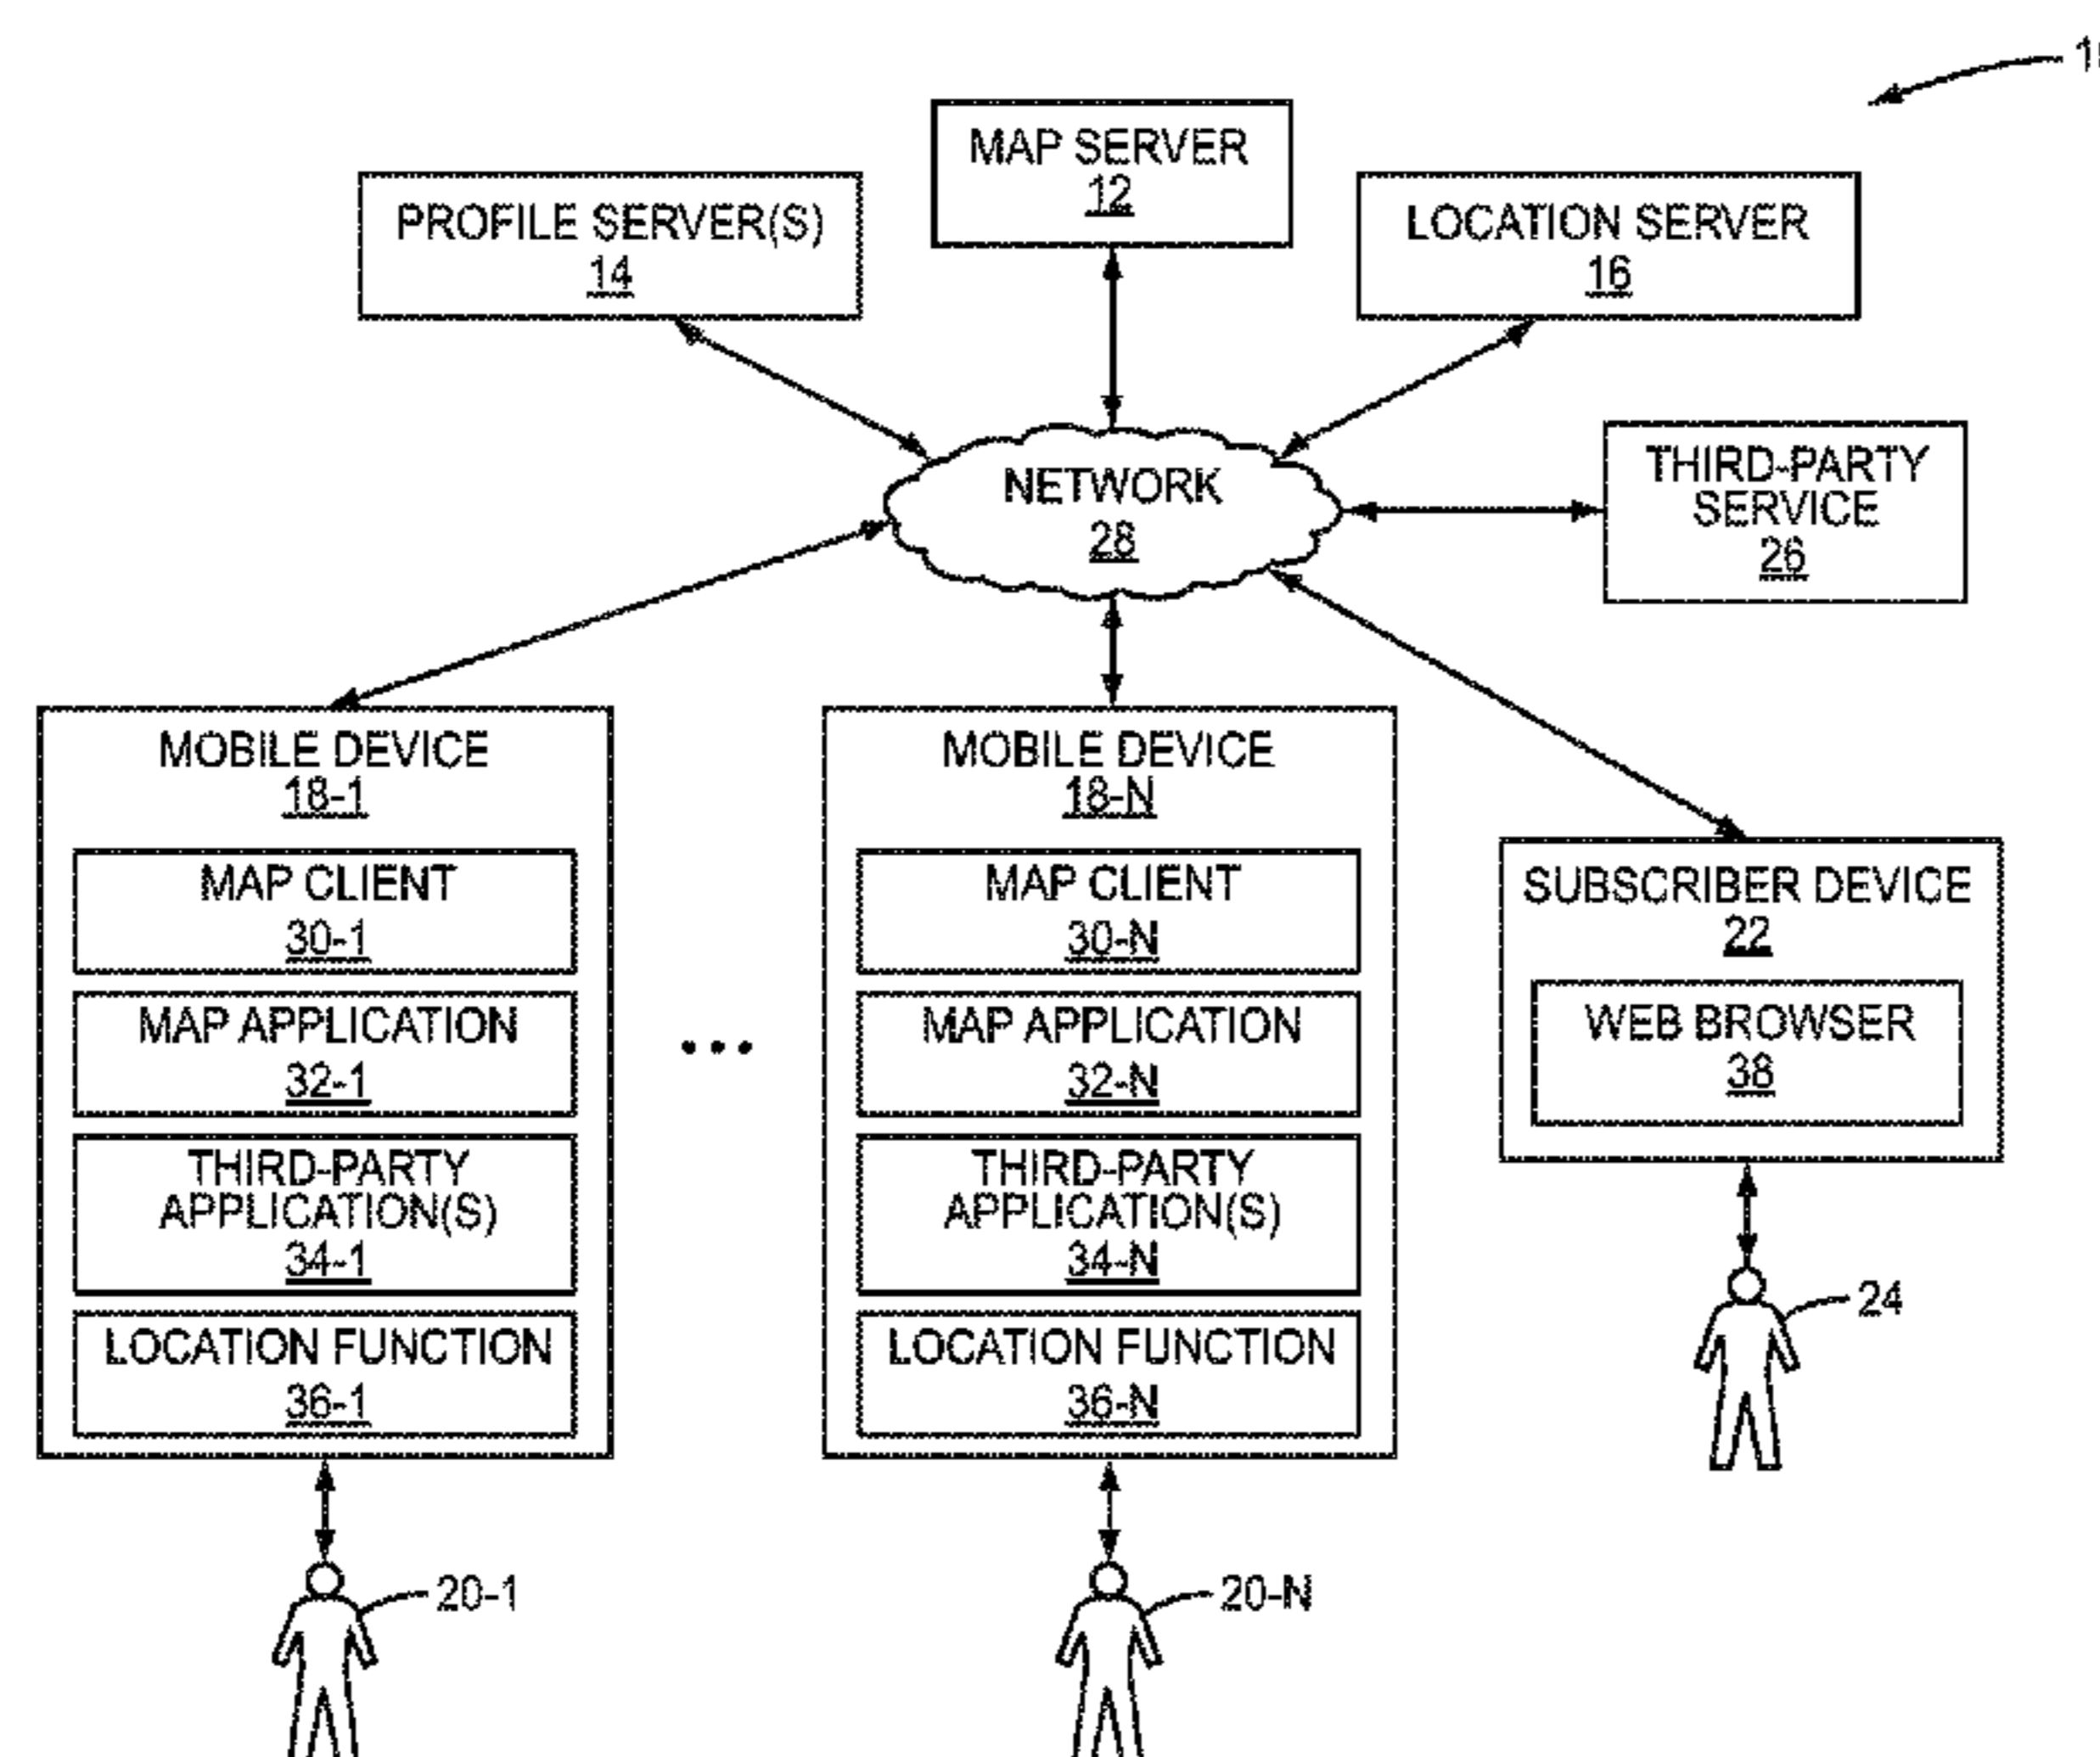 MAP SERVER
12
PROFILE SERVER(S)
14
LOCATION SERVER
16
NETWORK
28
THIRD-PARTY
SERVICE
26
MOBILE DEVICE
18-1
MAP CLIENT
30-1
MAP APPLICATION
32-1
THIRD-PARTY
APPLICATION(S)
34-1
LOCATION FUNCTION
36-1
20-1
...
MOBILE DEVICE
18-N
MAP CLIENT
30-N
MAP APPLICATION
32-N
THIRD-PARTY
APPLICATION(S)
34-N
LOCATION FUNCTION
36-N
20-N
SUBSCRIBER DEVICE
22
WEB BROWSER
38
24